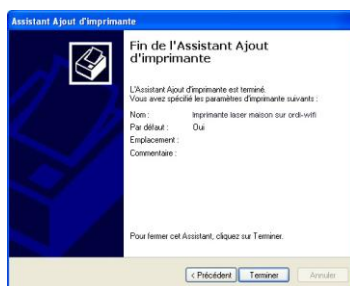 Assistant Ajout d'imprimante
Fin de l'Assistant Ajout
d'imprimante
L'Assistant Ajout d'imprimante est terminé.
Vous avez spécifié les paramètres d'imprimante suivants :
Nom : Imprimante laser maison sur ordi-wifi
Par défaut : Oui
Emplacement :
Commentaire :
Pour fermer cet Assistant, cliquez sur Terminer.
< Précédent Terminer Annuler